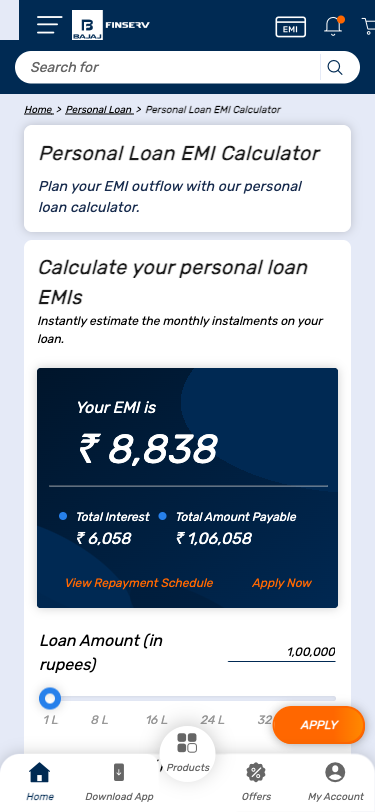 BAJAJ FINSERV
EMI
Search for
Home > Personal Loan > Personal Loan EMI Calculator
Personal Loan EMI Calculator
Plan your EMI outflow with our personal
loan calculator.
Calculate your personal loan
EMIs
Instantly estimate the monthly instalments on your
loan.
Your EMI is
₹ 8,838
Total Interest Total Amount Payable
₹ 6,058 ₹ 1,06,058
View Repayment Schedule Apply Now
Loan Amount (in
rupees)
1,00,000
1 L 8 L 16 L 24 L 32
APPLY
Products
Home Download App Offers My Account